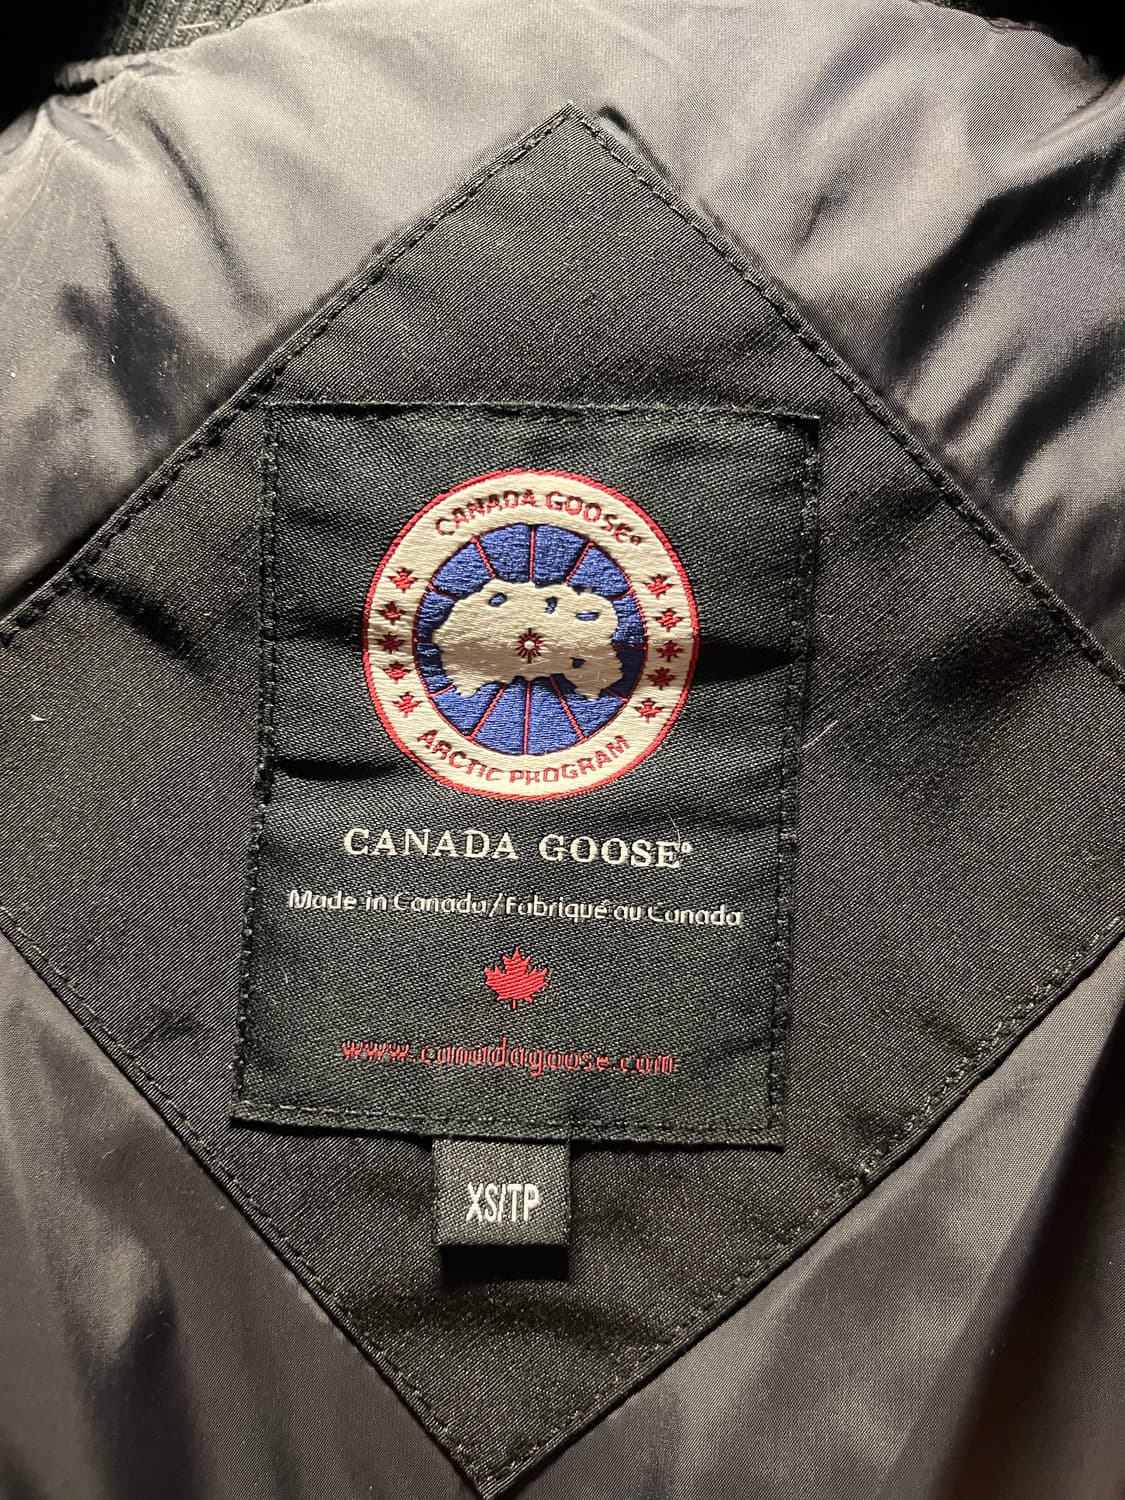 CANADA GOOSE®
ARCTIC PROGRAM
CANADA GOOSE®
Made in Canada/Fabriqué au Canada
www.canadagoose.com
XS/TP